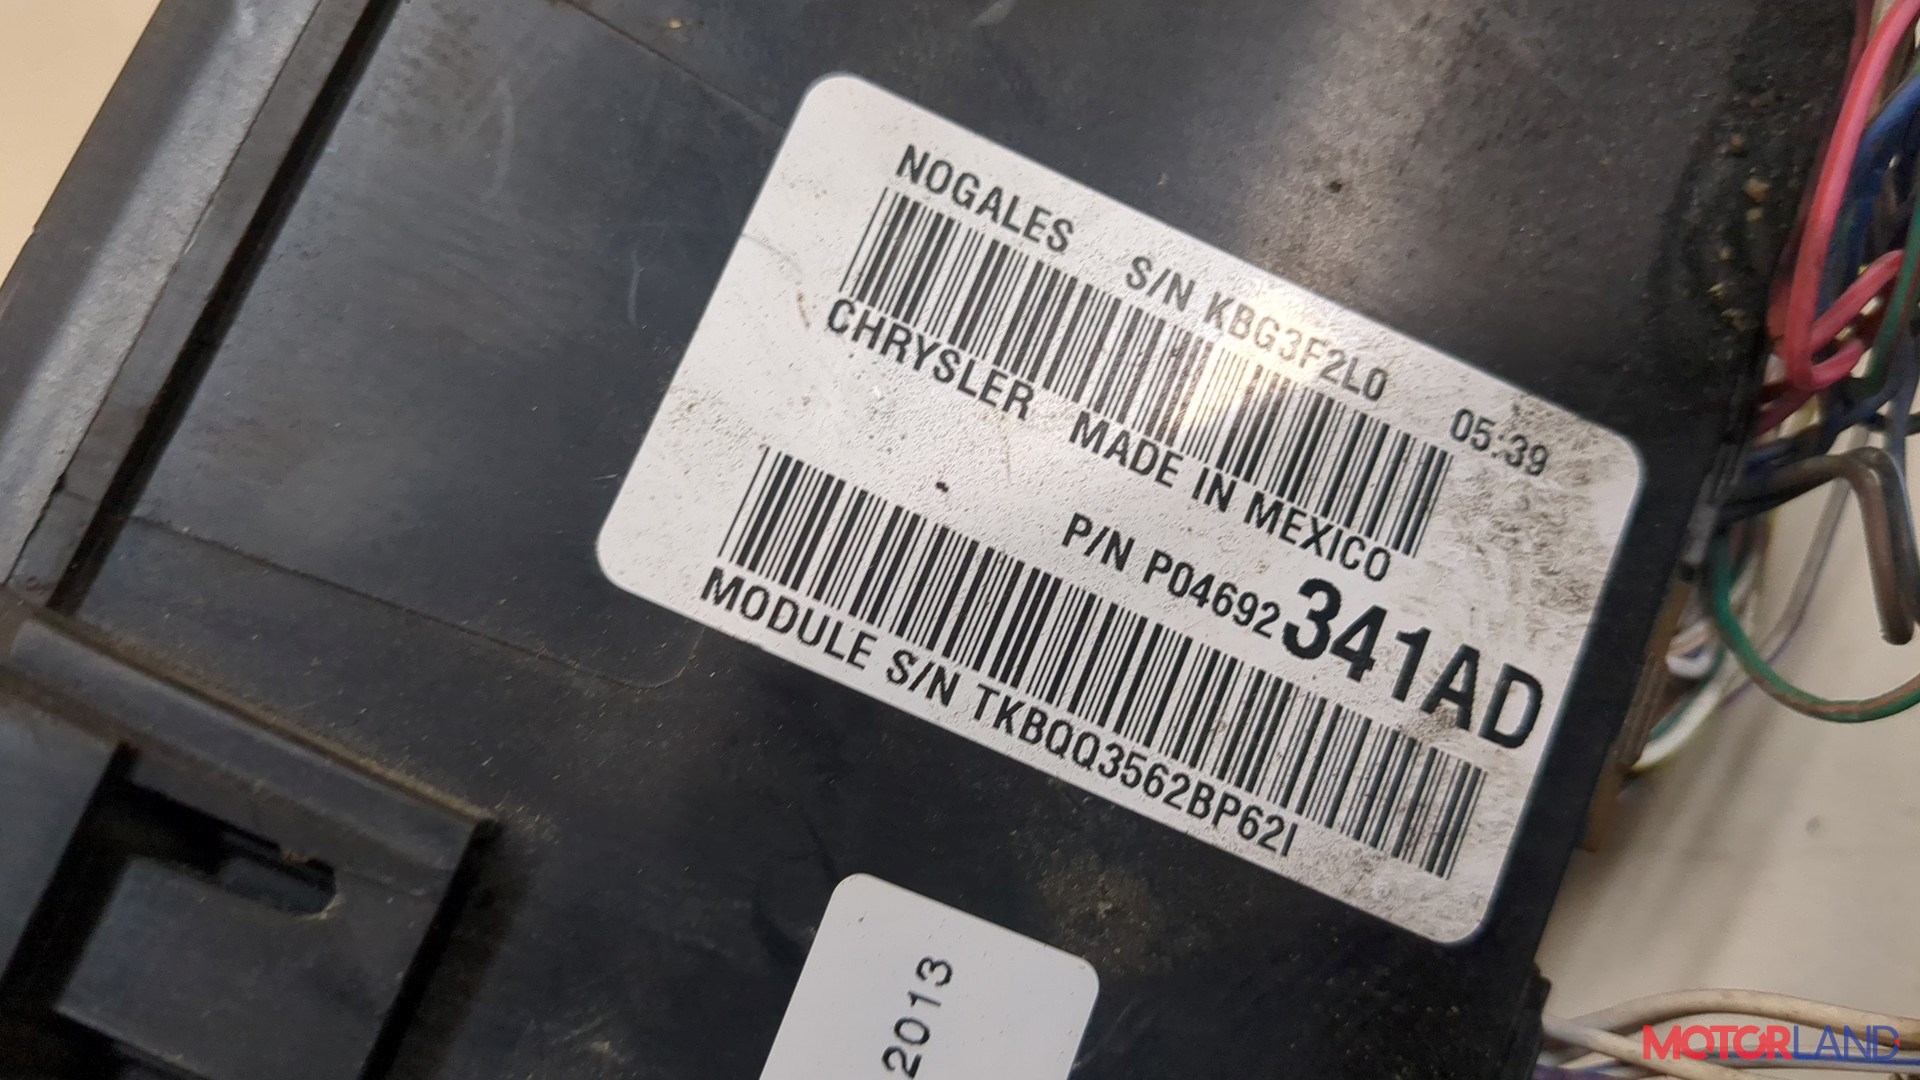 NOGALES S/N KBG3F2L0 05:39
CHRYSLER MADE IN MEXICO
P/N P04692341AD
MODULE S/N TKBQQ3562BP62I
2013
MOTORLAND